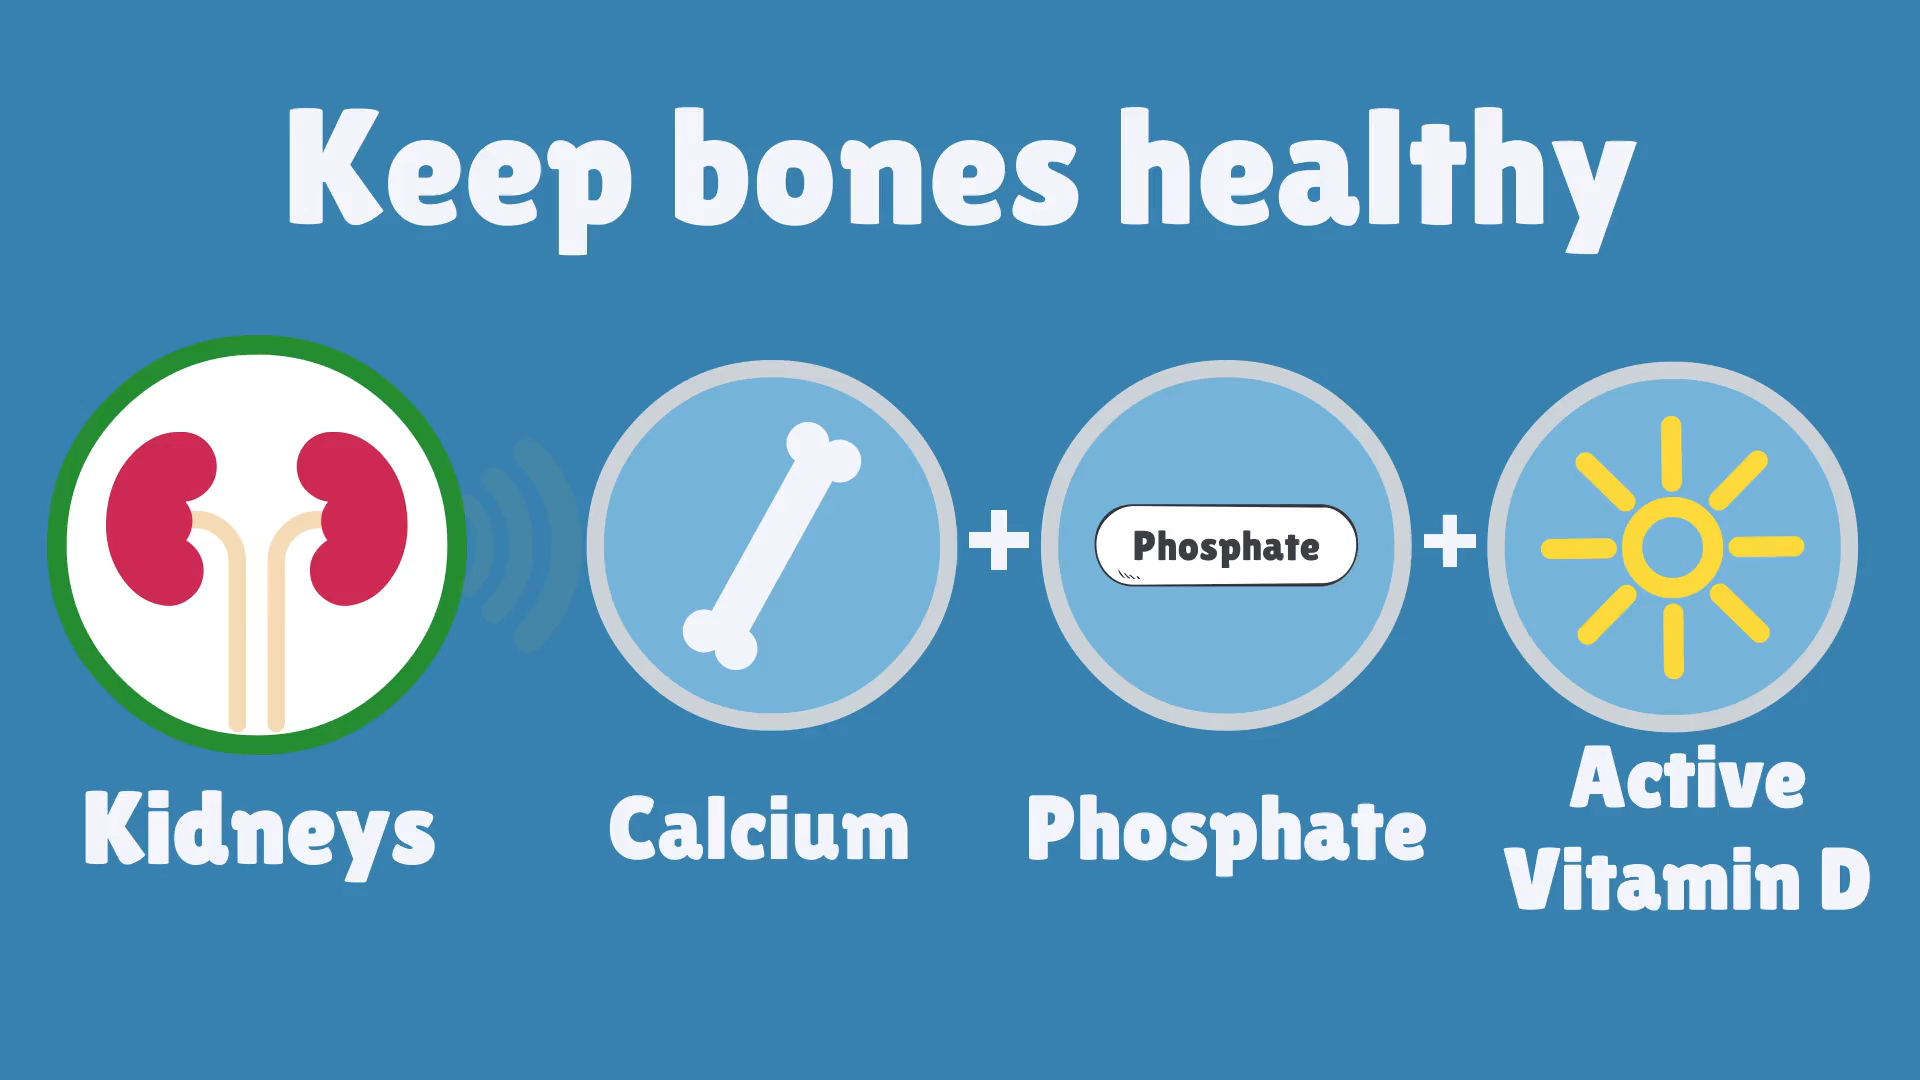 Keep bones healthy
Phosphate
+
+
Kidneys
Calcium
Phosphate
Active
Vitamin D